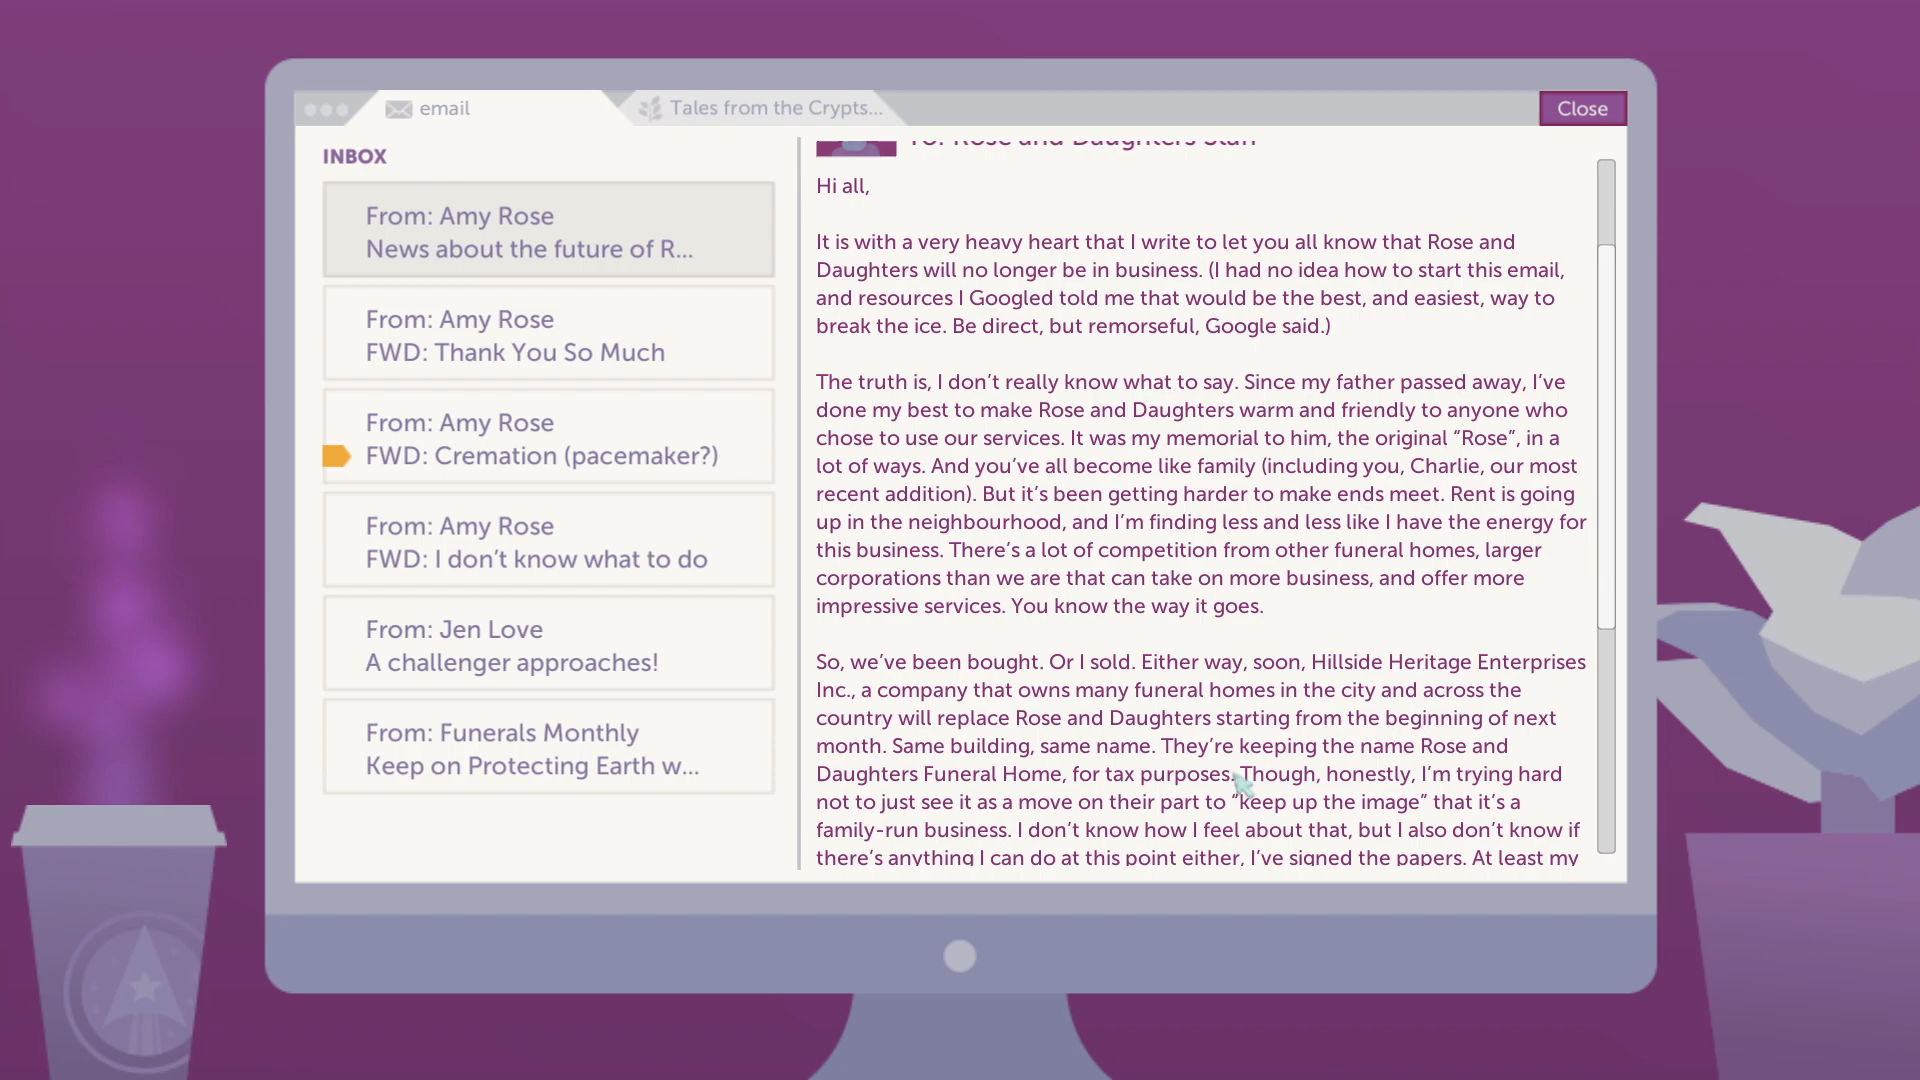 email
Tales from the Crypts...
Close
INBOX
From: Amy Rose
News about the future of R...
From: Amy Rose
FWD: Thank You So Much
From: Amy Rose
FWD: Cremation (pacemaker?)
From: Amy Rose
FWD: I don’t know what to do
From: Jen Love
A challenger approaches!
From: Funerals Monthly
Keep on Protecting Earth w...
To: Rose and Daughters Staff
Hi all,
It is with a very heavy heart that I write to let you all know that Rose and
Daughters will no longer be in business. (I had no idea how to start this email,
and resources I Googled told me that would be the best, and easiest, way to
break the ice. Be direct, but remorseful, Google said.)
The truth is, I don’t really know what to say. Since my father passed away, I’ve
done my best to make Rose and Daughters warm and friendly to anyone who
chose to use our services. It was my memorial to him, the original “Rose”, in a
lot of ways. And you’ve all become like family (including you, Charlie, our most
recent addition). But it’s been getting harder to make ends meet. Rent is going
up in the neighbourhood, and I’m finding less and less like I have the energy for
this business. There’s a lot of competition from other funeral homes, larger
corporations than we are that can take on more business, and offer more
impressive services. You know the way it goes.
So, we’ve been bought. Or I sold. Either way, soon, Hillside Heritage Enterprises
Inc., a company that owns many funeral homes in the city and across the
country will replace Rose and Daughters starting from the beginning of next
month. Same building, same name. They’re keeping the name Rose and
Daughters Funeral Home, for tax purposes. Though, honestly, I’m trying hard
not to just see it as a move on their part to “keep up the image” that it’s a
family-run business. I don’t know how I feel about that, but I also don’t know if
there’s anything I can do at this point either, I’ve signed the papers. At least my